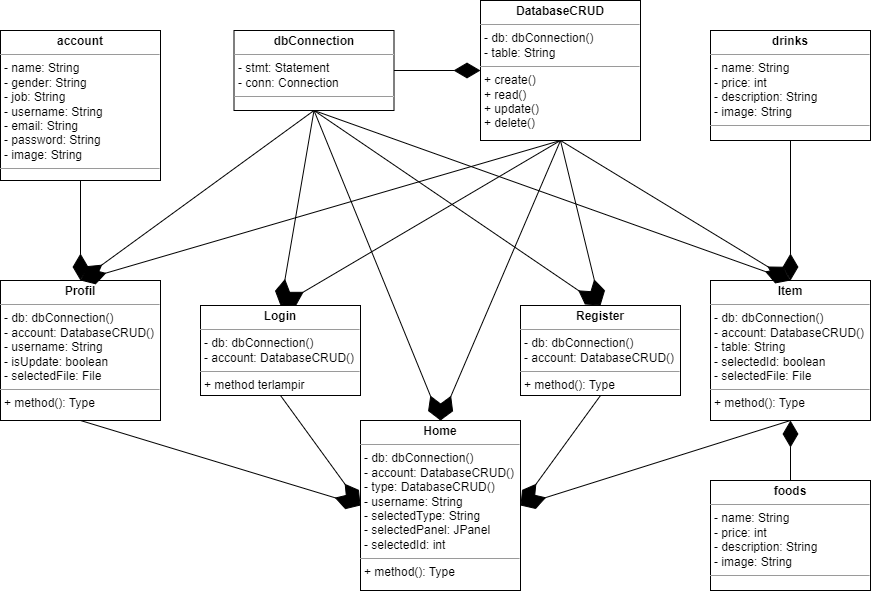 account
- name: String
- gender: String
- job: String
- username: String
- email: String
- password: String
- image: String
dbConnection
- stmt: Statement
- conn: Connection
DatabaseCRUD
- db: dbConnection()
- table: String
+ create()
+ read()
+ update()
+ delete()
drinks
- name: String
- price: int
- description: String
- image: String
Profil
- db: dbConnection()
- account: DatabaseCRUD()
- username: String
- isUpdate: boolean
- selectedFile: File
+ method(): Type
Login
- db: dbConnection()
- account: DatabaseCRUD()
+ method terlampir
Register
- db: dbConnection()
- account: DatabaseCRUD()
+ method(): Type
Item
- db: dbConnection()
- account: DatabaseCRUD()
- table: String
- selectedId: boolean
- selectedFile: File
+ method(): Type
Home
- db: dbConnection()
- account: DatabaseCRUD()
- type: DatabaseCRUD()
- username: String
- selectedType: String
- selectedPanel: JPanel
- selectedId: int
+ method(): Type
foods
- name: String
- price: int
- description: String
- image: String